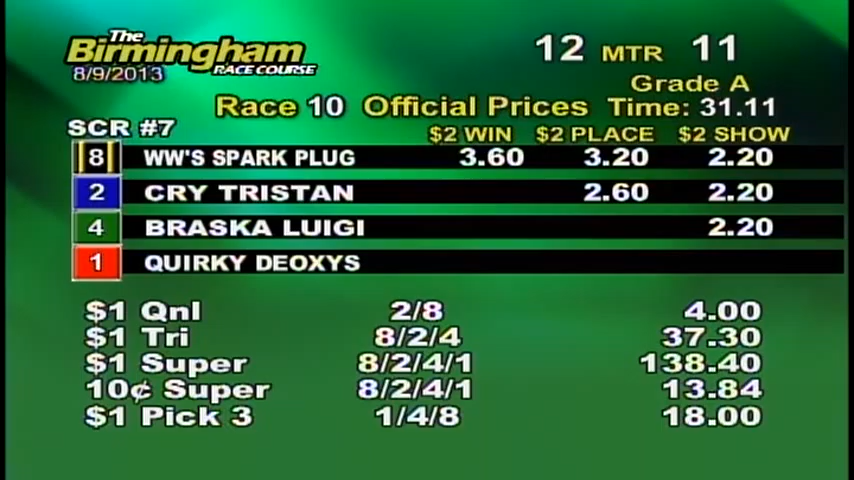 The
Birmingham
RACE COURSE
8/9/2013
12 MTR 11
Grade A
Race 10 Official Prices Time: 31.11
SCR #7
$2 WIN $2 PLACE $2 SHOW
8 WW'S SPARK PLUG 3.60 3.20 2.20
2 CRY TRISTAN 2.60 2.20
4 BRASKA LUIGI 2.20
1 QUIRKY DEOXYS
$1 Qnl 2/8 4.00
$1 Tri 8/2/4 37.30
$1 Super 8/2/4/1 138.40
10¢ Super 8/2/4/1 13.84
$1 Pick 3 1/4/8 18.00